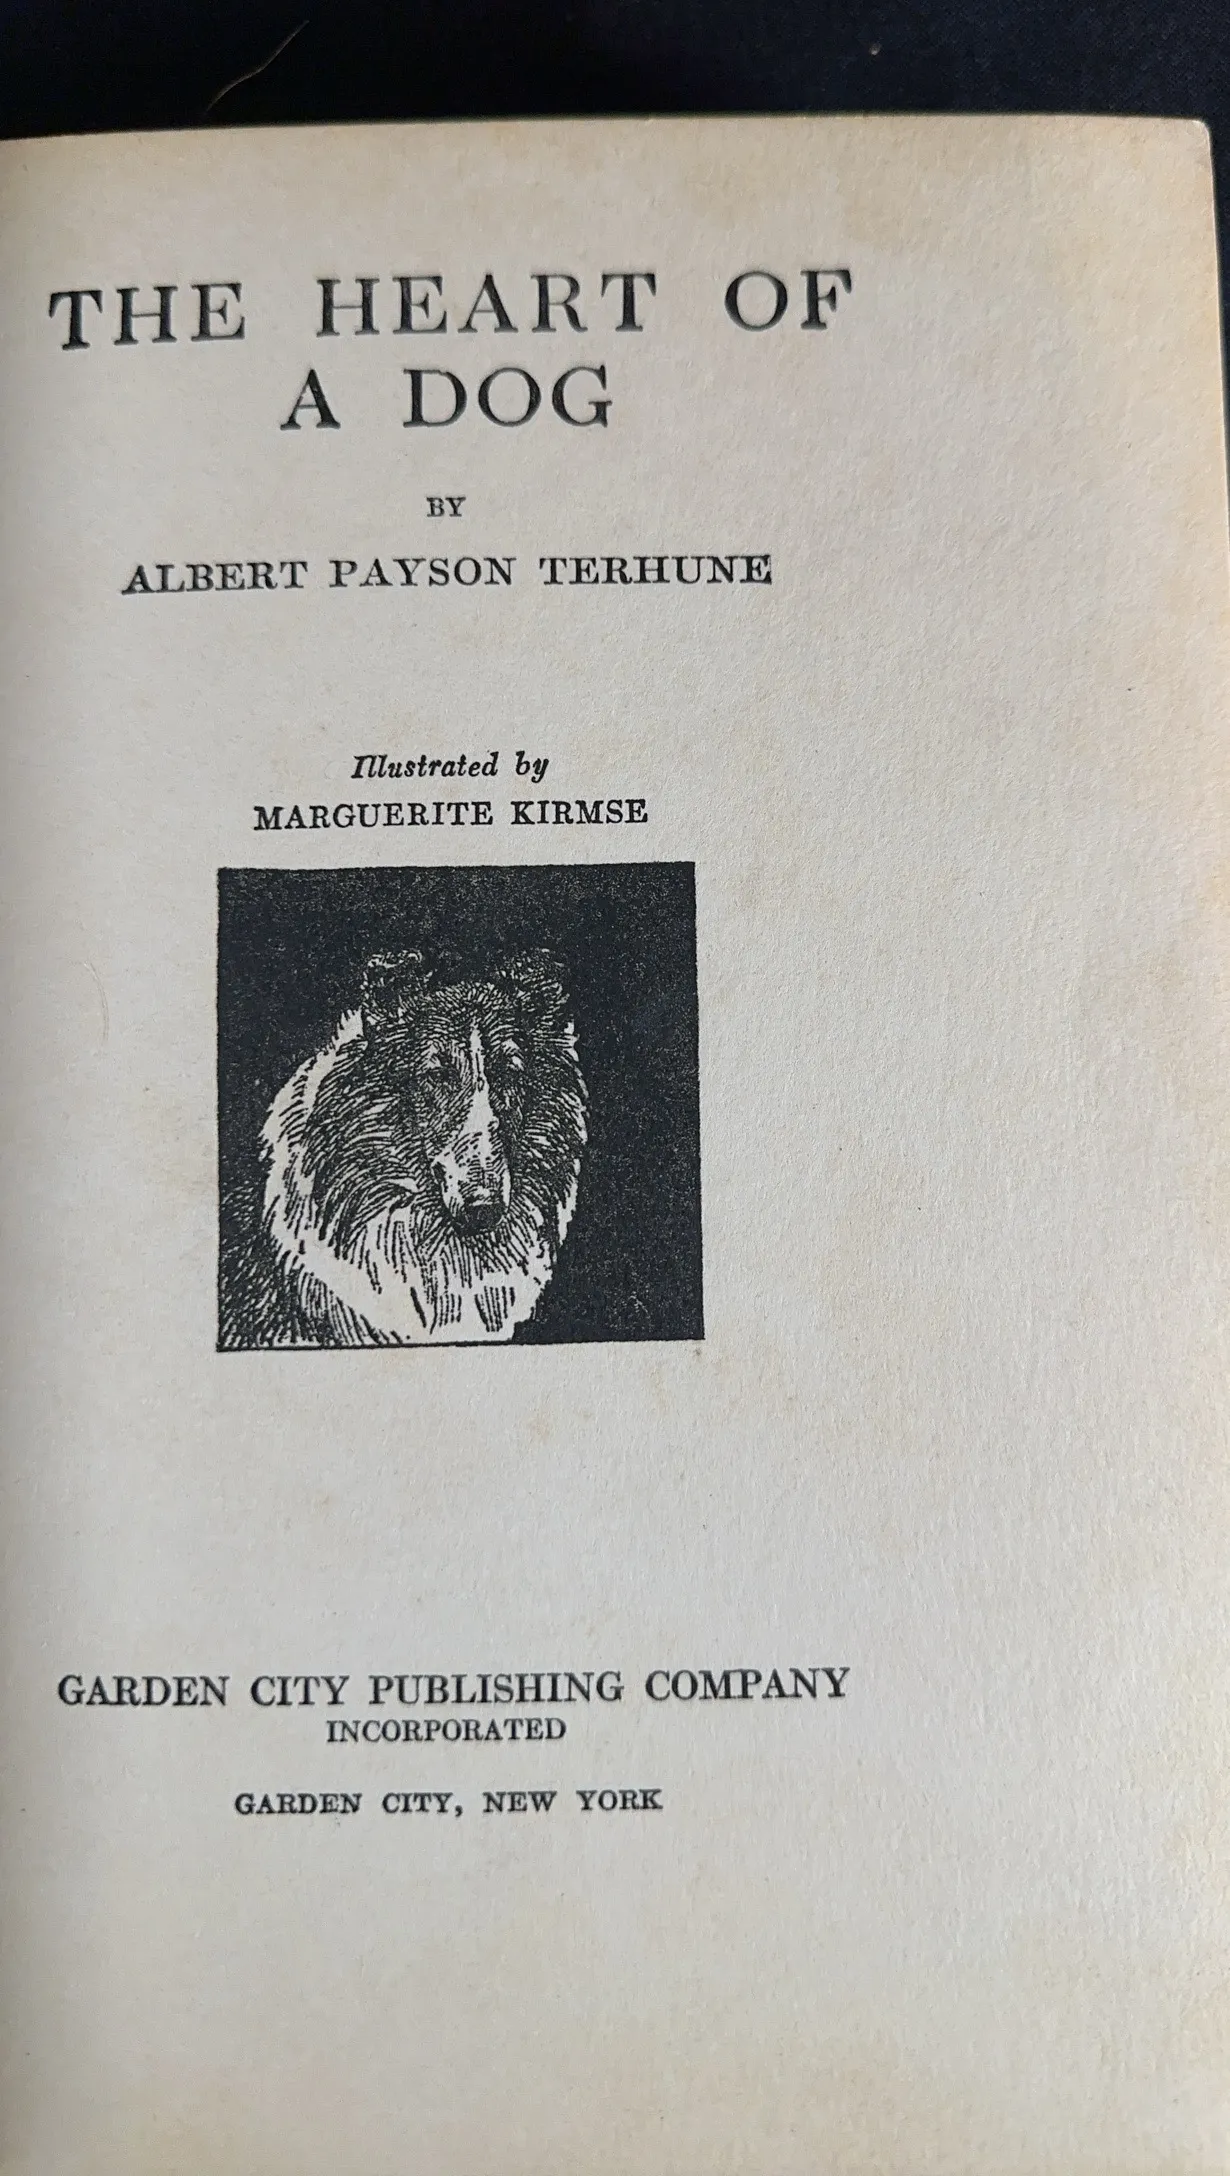 THE HEART OF
A DOG
BY
ALBERT PAYSON TERHUNE
Illustrated by
MARGUERITE KIRMSE
GARDEN CITY PUBLISHING COMPANY
INCORPORATED
GARDEN CITY, NEW YORK